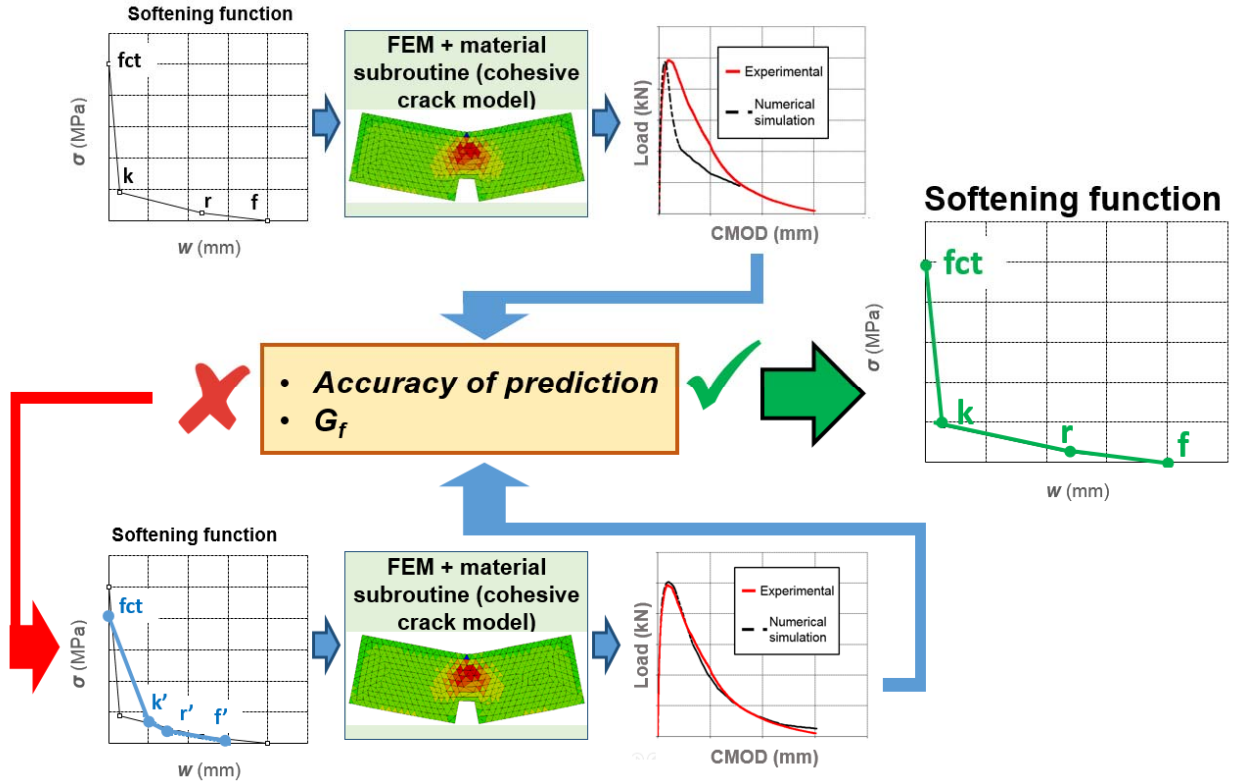 Softening function
fct
k
r
f
σ (MPa)
w (mm)
FEM + material
subroutine (cohesive
crack model)
Experimental
Numerical
simulation
Load (kN)
CMOD (mm)
• Accuracy of prediction
• Gf
Softening function
fct
k
r
f
σ (MPa)
w (mm)
Softening function
fct
k’
r’
f’
σ (MPa)
w (mm)
FEM + material
subroutine (cohesive
crack model)
Experimental
Numerical
simulation
Load (kN)
CMOD (mm)